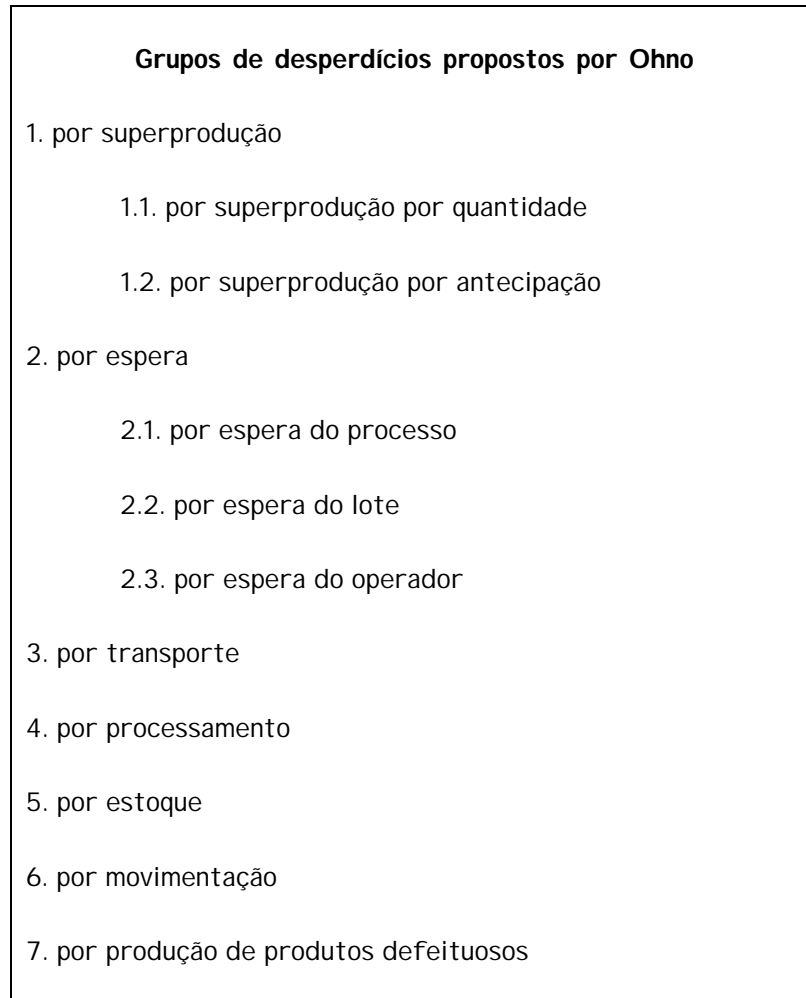 Grupos de desperdícios propostos por Ohno
1. por superprodução
1.1. por superprodução por quantidade
1.2. por superprodução por antecipação
2. por espera
2.1. por espera do processo
2.2. por espera do lote
2.3. por espera do operador
3. por transporte
4. por processamento
5. por estoque
6. por movimentação
7. por produção de produtos defeituosos